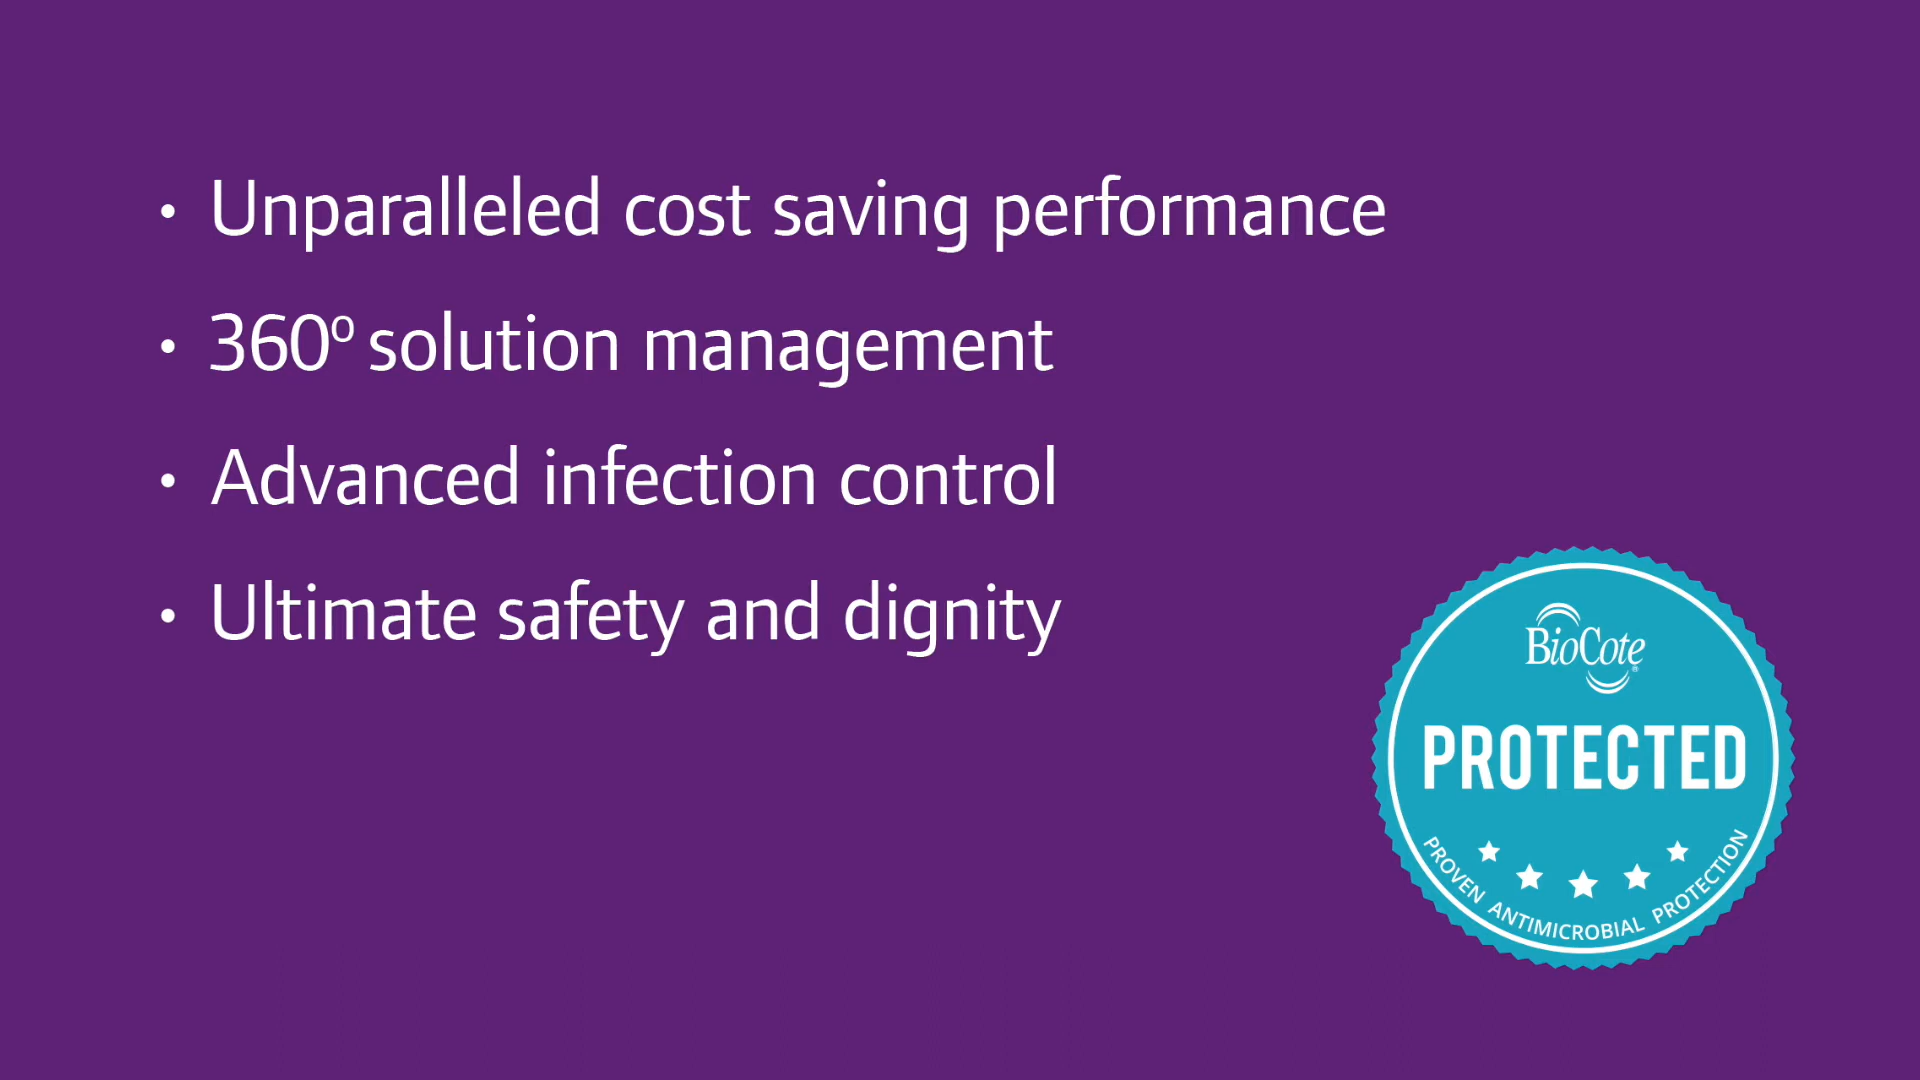 • Unparalleled cost saving performance
• 360º solution management
• Advanced infection control
• Ultimate safety and dignity
BioCote®
PROTECTED
PROVEN ANTIMICROBIAL PROTECTION